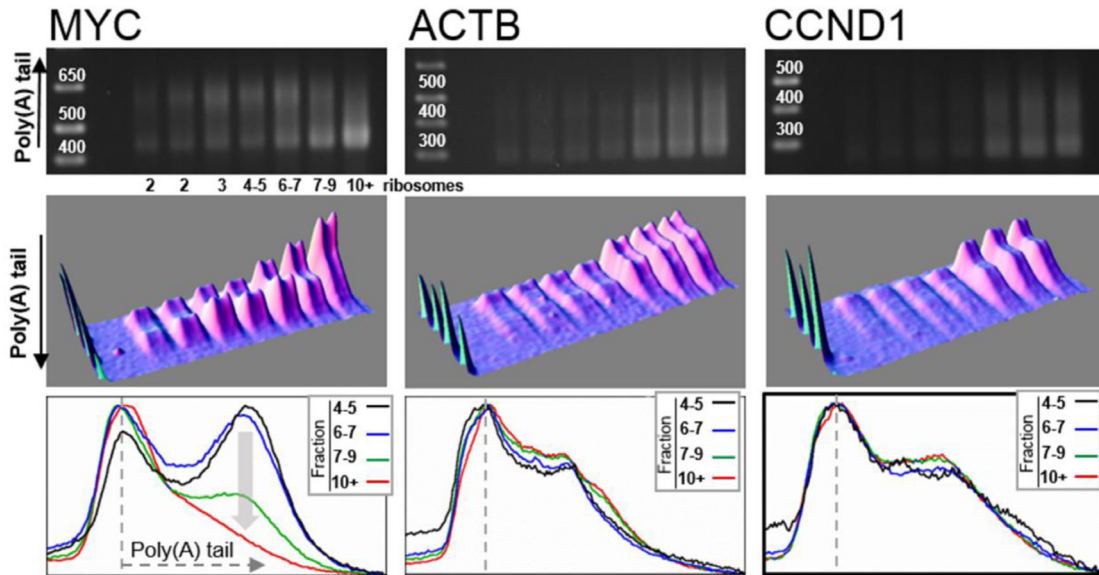 MYC
ACTB
CCND1
Poly(A) tail
650
500
400
500
400
300
500
400
300
2 2 3 4-5 6-7 7-9 10+ ribosomes
Poly(A) tail
Fraction
4-5
6-7
7-9
10+
Poly(A) tail
Fraction
4-5
6-7
7-9
10+
Fraction
4-5
6-7
7-9
10+